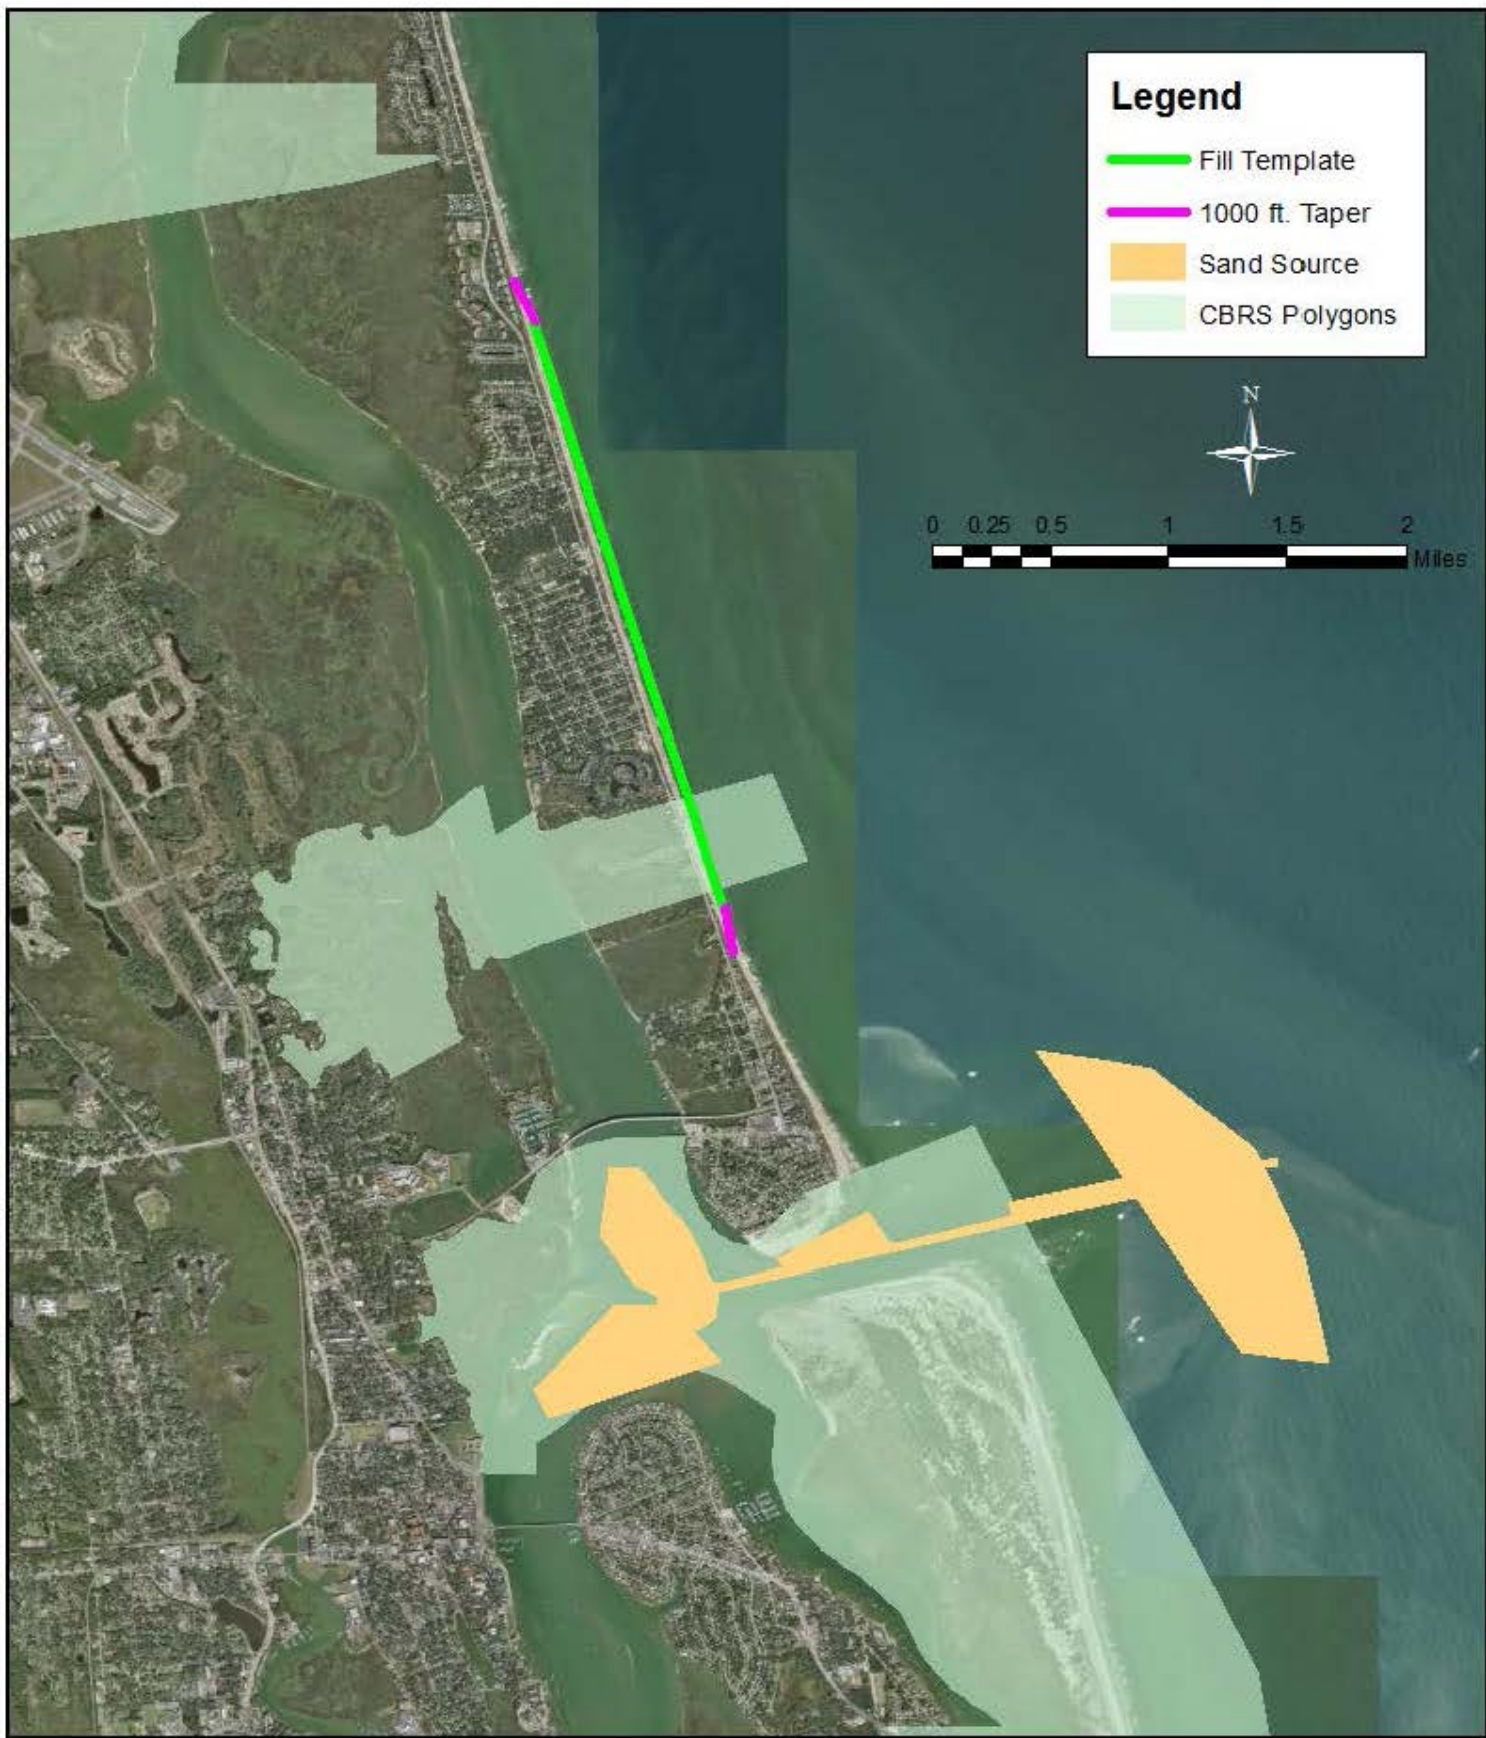 Legend
Fill Template
1000 ft. Taper
Sand Source
CBRS Polygons
N
0 0.25 0.5 1 1.5 2
Miles